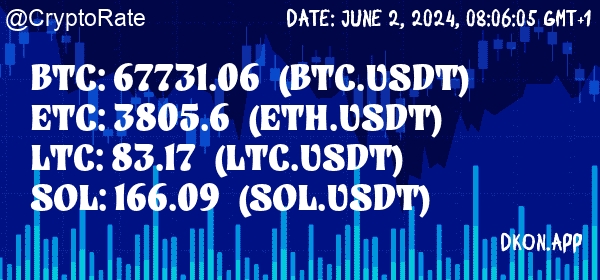 @CryptoRate
DATE: JUNE 2, 2024, 08:06:05 GMT+1
BTC: 67731.06 (BTC.USDT)
ETC: 3805.6 (ETH.USDT)
LTC: 83.17 (LTC.USDT)
SOL: 166.09 (SOL.USDT)
DKON.APP